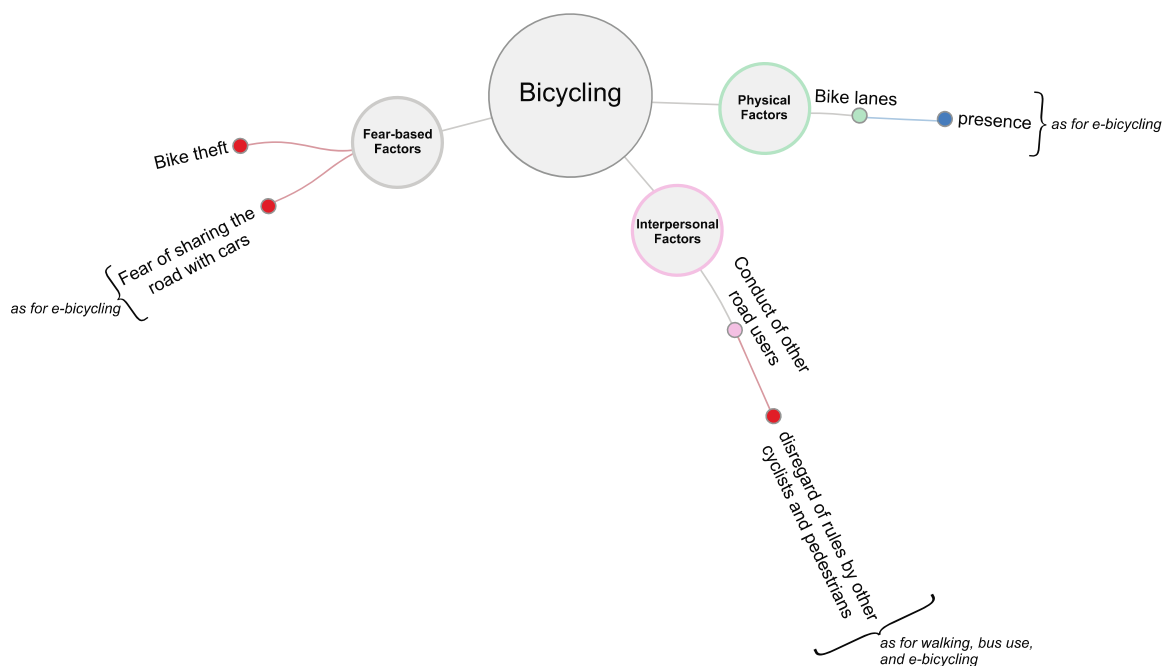 Bicycling
Fear-based
Factors
Bike theft
Fear of sharing the
road with cars
as for e-bicycling
Physical
Factors
Bike lanes
presence
as for e-bicycling
Interpersonal
Factors
Conduct of other
road users
disregard of rules by other
cyclists and pedestrians
as for walking, bus use,
and e-bicycling